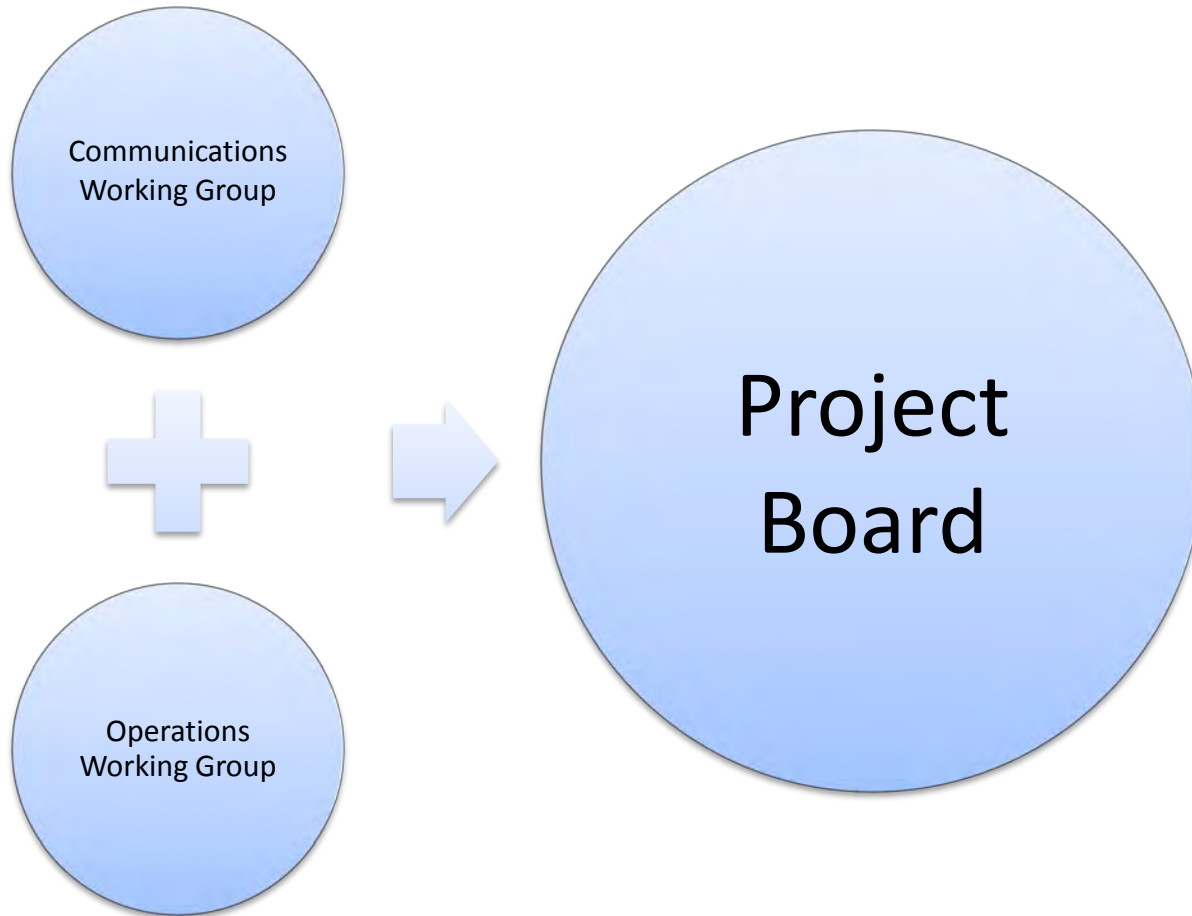 Communications
Working Group
Operations
Working Group
Project
Board